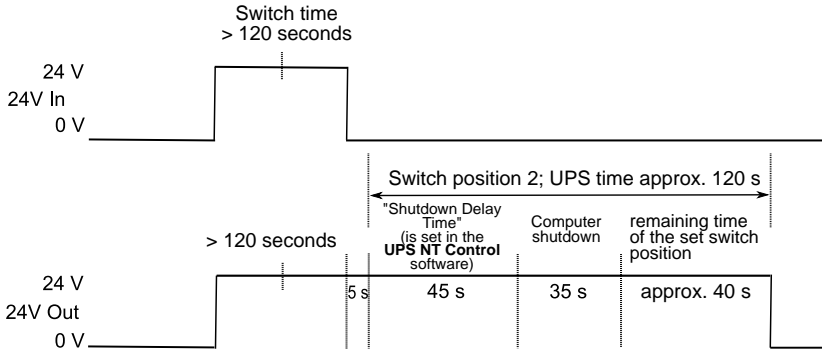 Switch time
> 120 seconds
24 V
24V In
0 V
Switch position 2; UPS time approx. 120 s
"Shutdown Delay
Time"
(is set in the
UPS NT Control
software)
Computer
shutdown
remaining time
of the set switch
position
> 120 seconds
24 V
24V Out
0 V
5 s
45 s
35 s
approx. 40 s